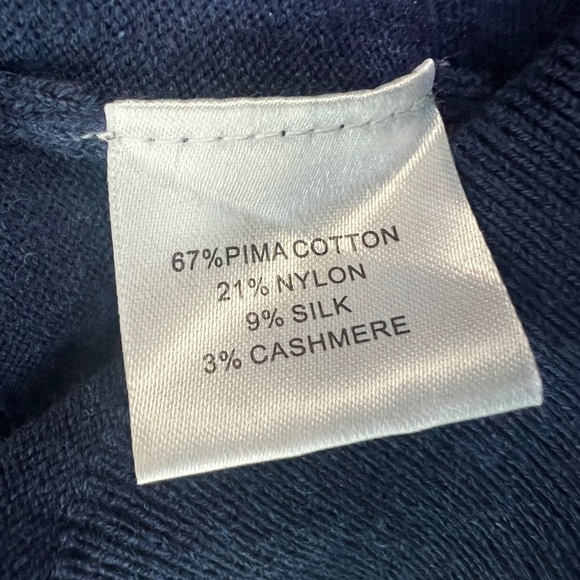 67%PIMA COTTON
21% NYLON
9% SILK
3% CASHMERE